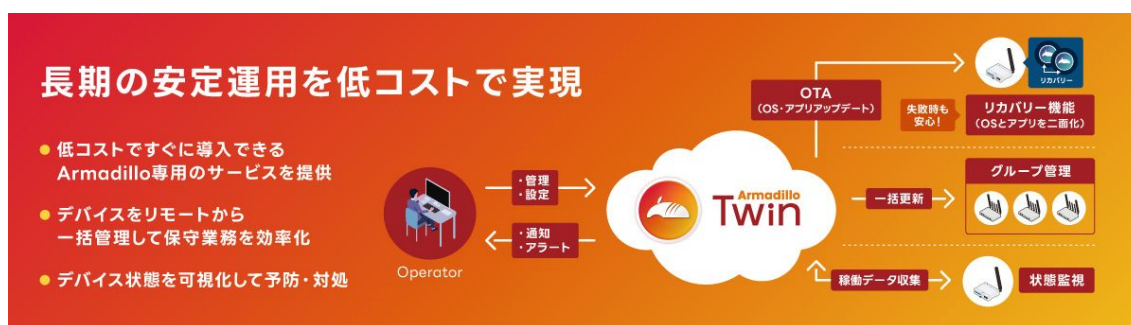 長期の安定運用を低コストで実現
● 低コストですぐに導入できる
Armadillo専用のサービスを提供
● デバイスをリモートから
一括管理して保守業務を効率化
● デバイス状態を可視化して予防・対処
Operator
・管理
・設定
・通知
・アラート
Armadillo
Twin
OTA
(OS・アプリアップデート)
リカバリー
失敗時も
安心!
リカバリー機能
(OSとアプリを二面化)
一括更新
グループ管理
稼働データ収集
状態監視